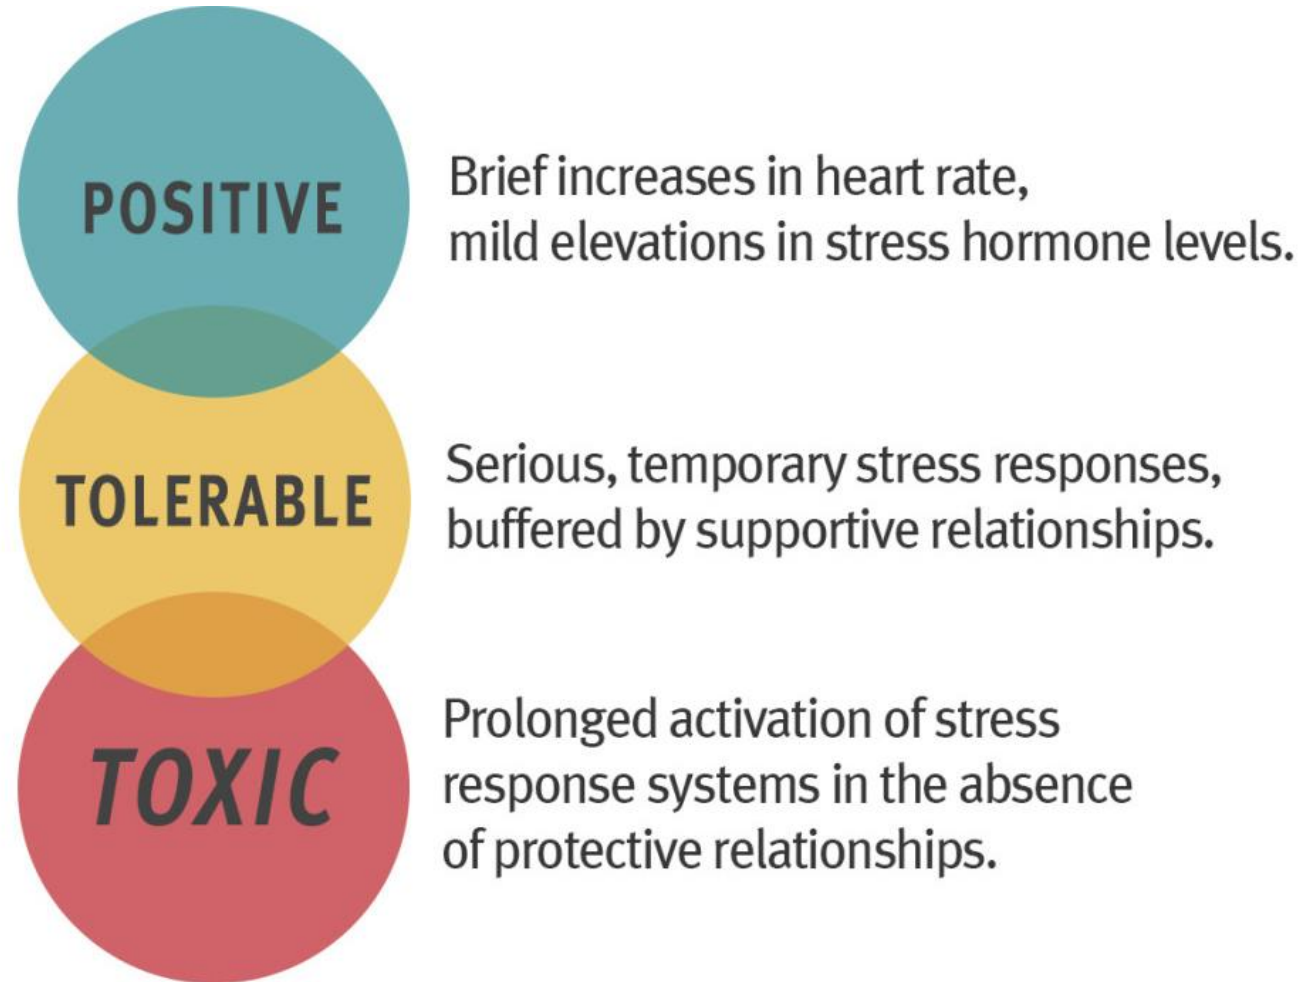 POSITIVE
Brief increases in heart rate,
mild elevations in stress hormone levels.
TOLERABLE
Serious, temporary stress responses,
buffered by supportive relationships.
TOXIC
Prolonged activation of stress
response systems in the absence
of protective relationships.